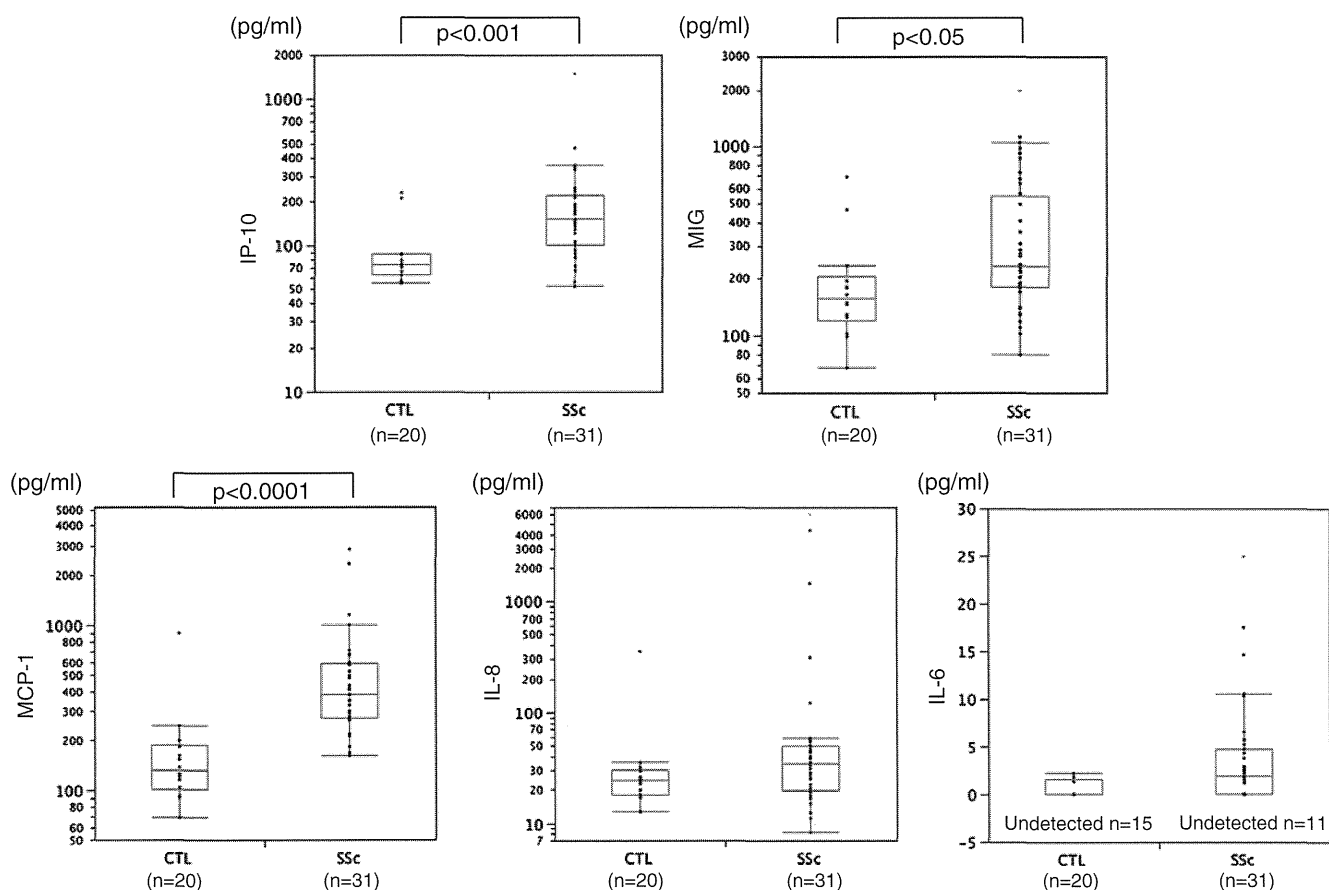 (pg/ml)
p<0.001
2000
1000
700
500
400
300
200
100
70
50
40
30
20
10
IP-10
CTL
SSc
(n=20)
(n=31)
(pg/ml)
p<0.05
3000
2000
1000
800
600
500
400
300
200
100
80
60
50
MIG
CTL
SSc
(n=20)
(n=31)
(pg/ml)
p<0.0001
5000
4000
3000
2000
1000
800
600
500
400
300
200
100
80
60
50
MCP-1
CTL
SSc
(n=20)
(n=31)
(pg/ml)
6000
4000
3000
2000
1000
700
500
300
200
100
70
50
30
20
10
7
IL-8
CTL
SSc
(n=20)
(n=31)
(pg/ml)
30
25
20
15
10
5
0
-5
IL-6
Undetected n=15
Undetected n=11
CTL
SSc
(n=20)
(n=31)